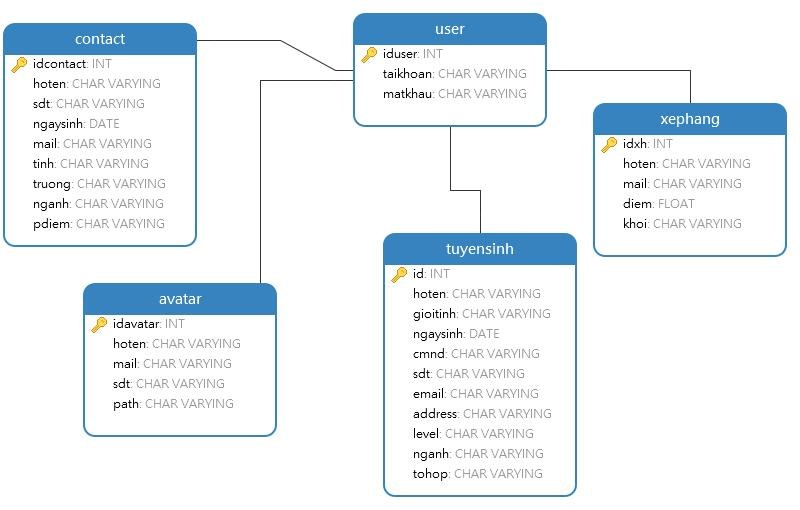 contact
idcontact: INT
hoten: CHAR VARYING
sdt: CHAR VARYING
ngaysinh: DATE
mail: CHAR VARYING
tinh: CHAR VARYING
truong: CHAR VARYING
nganh: CHAR VARYING
pdiem: CHAR VARYING
user
iduser: INT
taikhoan: CHAR VARYING
matkhau: CHAR VARYING
xephang
idxh: INT
hoten: CHAR VARYING
mail: CHAR VARYING
diem: FLOAT
khoi: CHAR VARYING
avatar
idavatar: INT
hoten: CHAR VARYING
mail: CHAR VARYING
sdt: CHAR VARYING
path: CHAR VARYING
tuyensinh
id: INT
hoten: CHAR VARYING
gioitinh: CHAR VARYING
ngaysinh: DATE
cmnd: CHAR VARYING
sdt: CHAR VARYING
email: CHAR VARYING
address: CHAR VARYING
level: CHAR VARYING
nganh: CHAR VARYING
tohop: CHAR VARYING